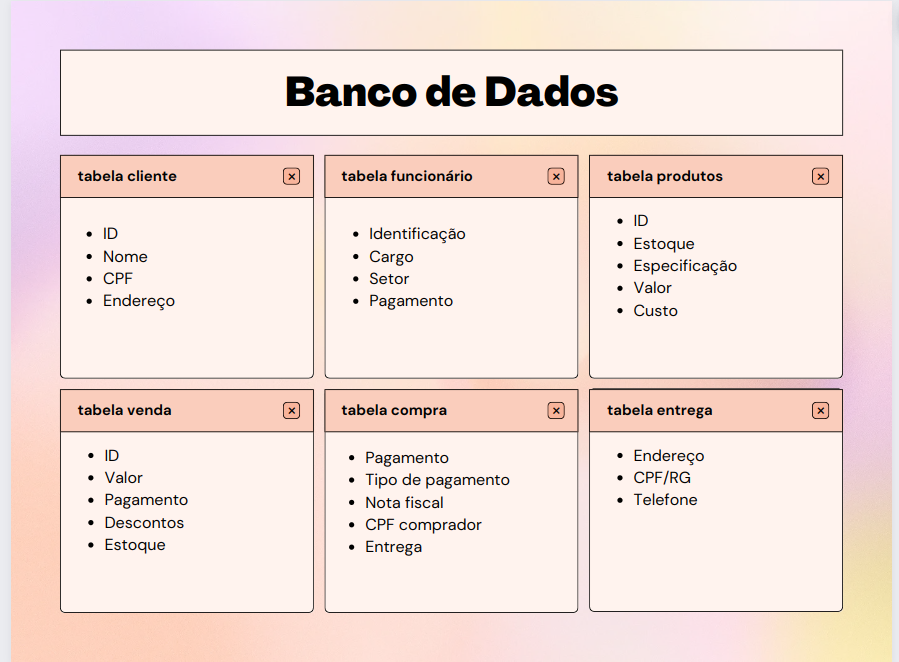 Banco de Dados
tabela cliente
ID
Nome
CPF
Endereço
tabela funcionário
Identificação
Cargo
Setor
Pagamento
tabela produtos
ID
Estoque
Especificação
Valor
Custo
tabela venda
ID
Valor
Pagamento
Descontos
Estoque
tabela compra
Pagamento
Tipo de pagamento
Nota fiscal
CPF comprador
Entrega
tabela entrega
Endereço
CPF/RG
Telefone